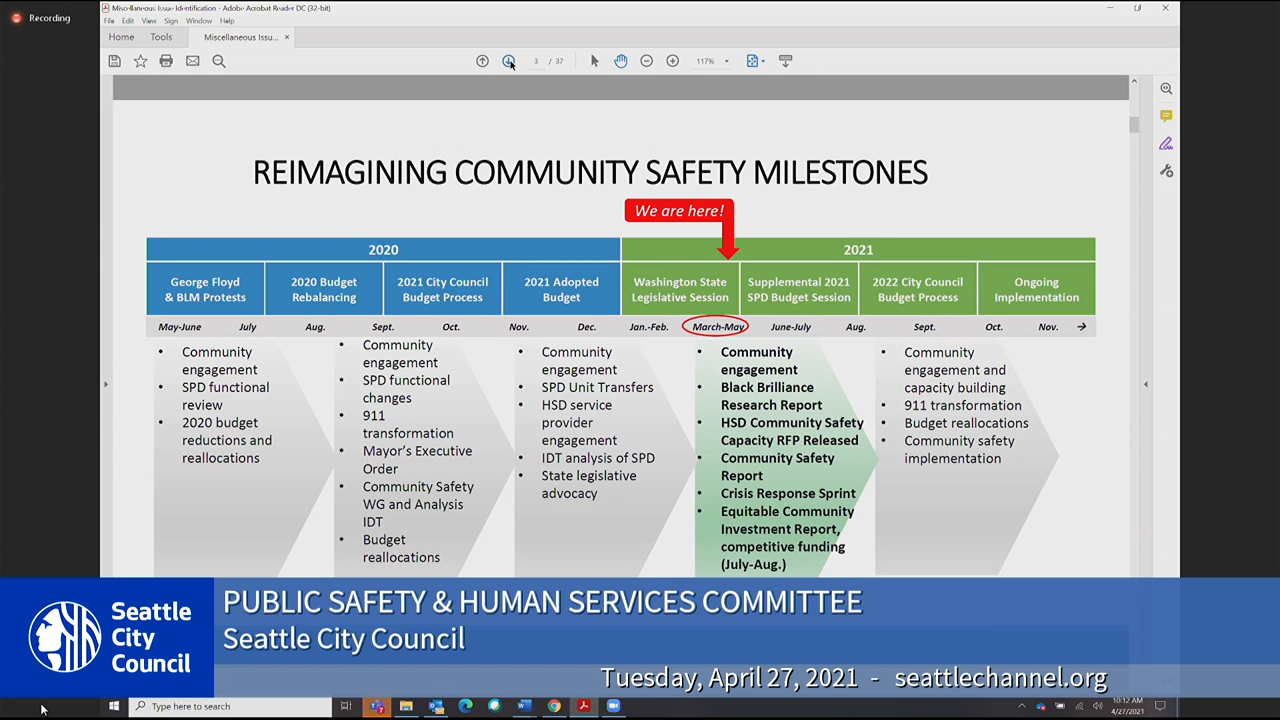 Recording
Miscellaneous Issue Identification - Adobe Acrobat Reader DC (32-bit)
File Edit View Sign Window Help
Home Tools Miscellaneous Issu... ×
3 / 37 117%
REIMAGINING COMMUNITY SAFETY MILESTONES
We are here!
2020 2021
George Floyd & BLM Protests
2020 Budget Rebalancing
2021 City Council Budget Process
2021 Adopted Budget
Washington State Legislative Session
Supplemental 2021 SPD Budget Session
2022 City Council Budget Process
Ongoing Implementation
May-June July Aug. Sept. Oct. Nov. Dec. Jan.-Feb. March-May June-July Aug. Sept. Oct. Nov. →
• Community
engagement
• SPD functional
review
• 2020 budget
reductions and
reallocations
• Community
engagement
• SPD functional
changes
• 911
transformation
• Mayor's Executive
Order
• Community Safety
WG and Analysis
IDT
• Budget
reallocations
• Community
engagement
• SPD Unit Transfers
• HSD service
provider
engagement
• IDT analysis of SPD
• State legislative
advocacy
• Community
engagement
• Black Brilliance
Research Report
• HSD Community Safety
Capacity RFP Released
• Community Safety
Report
• Crisis Response Sprint
• Equitable Community
Investment Report,
competitive funding
(July-Aug.)
• Community
engagement and
capacity building
• 911 transformation
• Budget reallocations
• Community safety
implementation
Seattle
City
Council
PUBLIC SAFETY & HUMAN SERVICES COMMITTEE
Seattle City Council
Tuesday, April 27, 2021 - seattlechannel.org
Type here to search
10:12 AM
4/27/2021